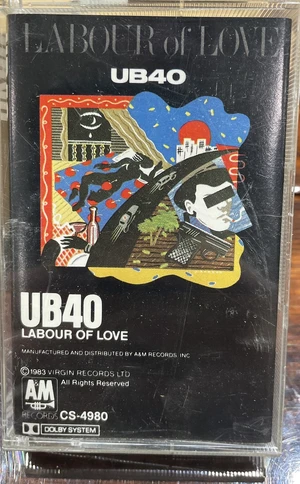 LABOUR of LOVE
UB40
UB40
LABOUR OF LOVE
MANUFACTURED AND DISTRIBUTED BY A&M RECORDS, INC.
©1983 VIRGIN RECORDS LTD
All Rights Reserved
A&M
RECORDS CS-4980
DOLBY SYSTEM